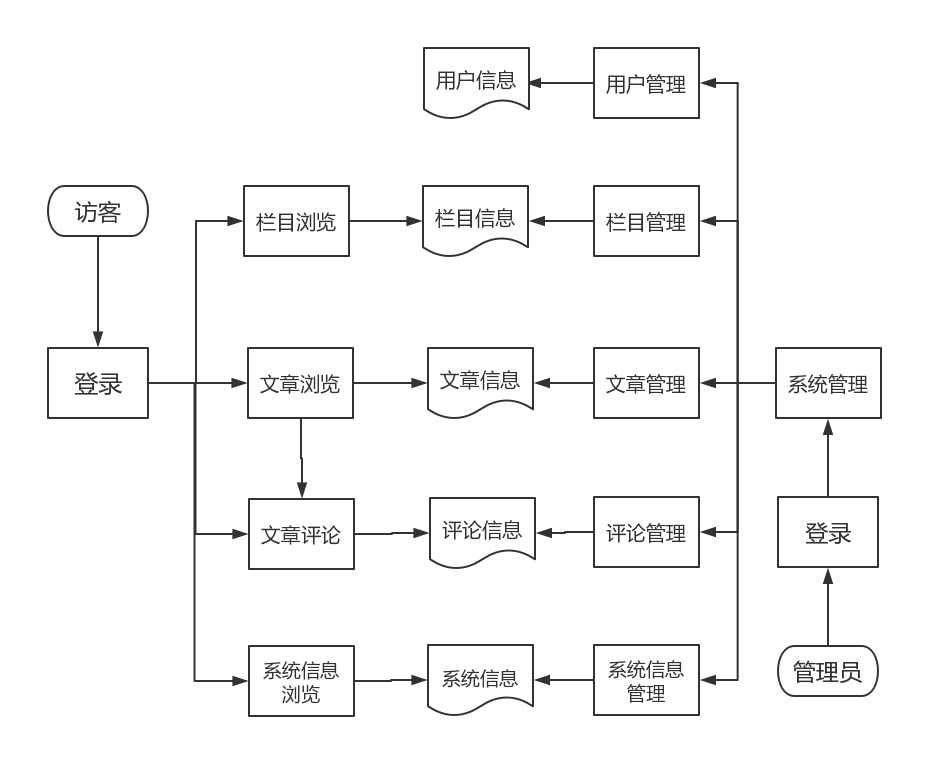 用户信息
用户管理
访客
栏目浏览
栏目信息
栏目管理
登录
文章浏览
文章信息
文章管理
系统管理
文章评论
评论信息
评论管理
登录
系统信息
浏览
系统信息
系统信息
管理
管理员